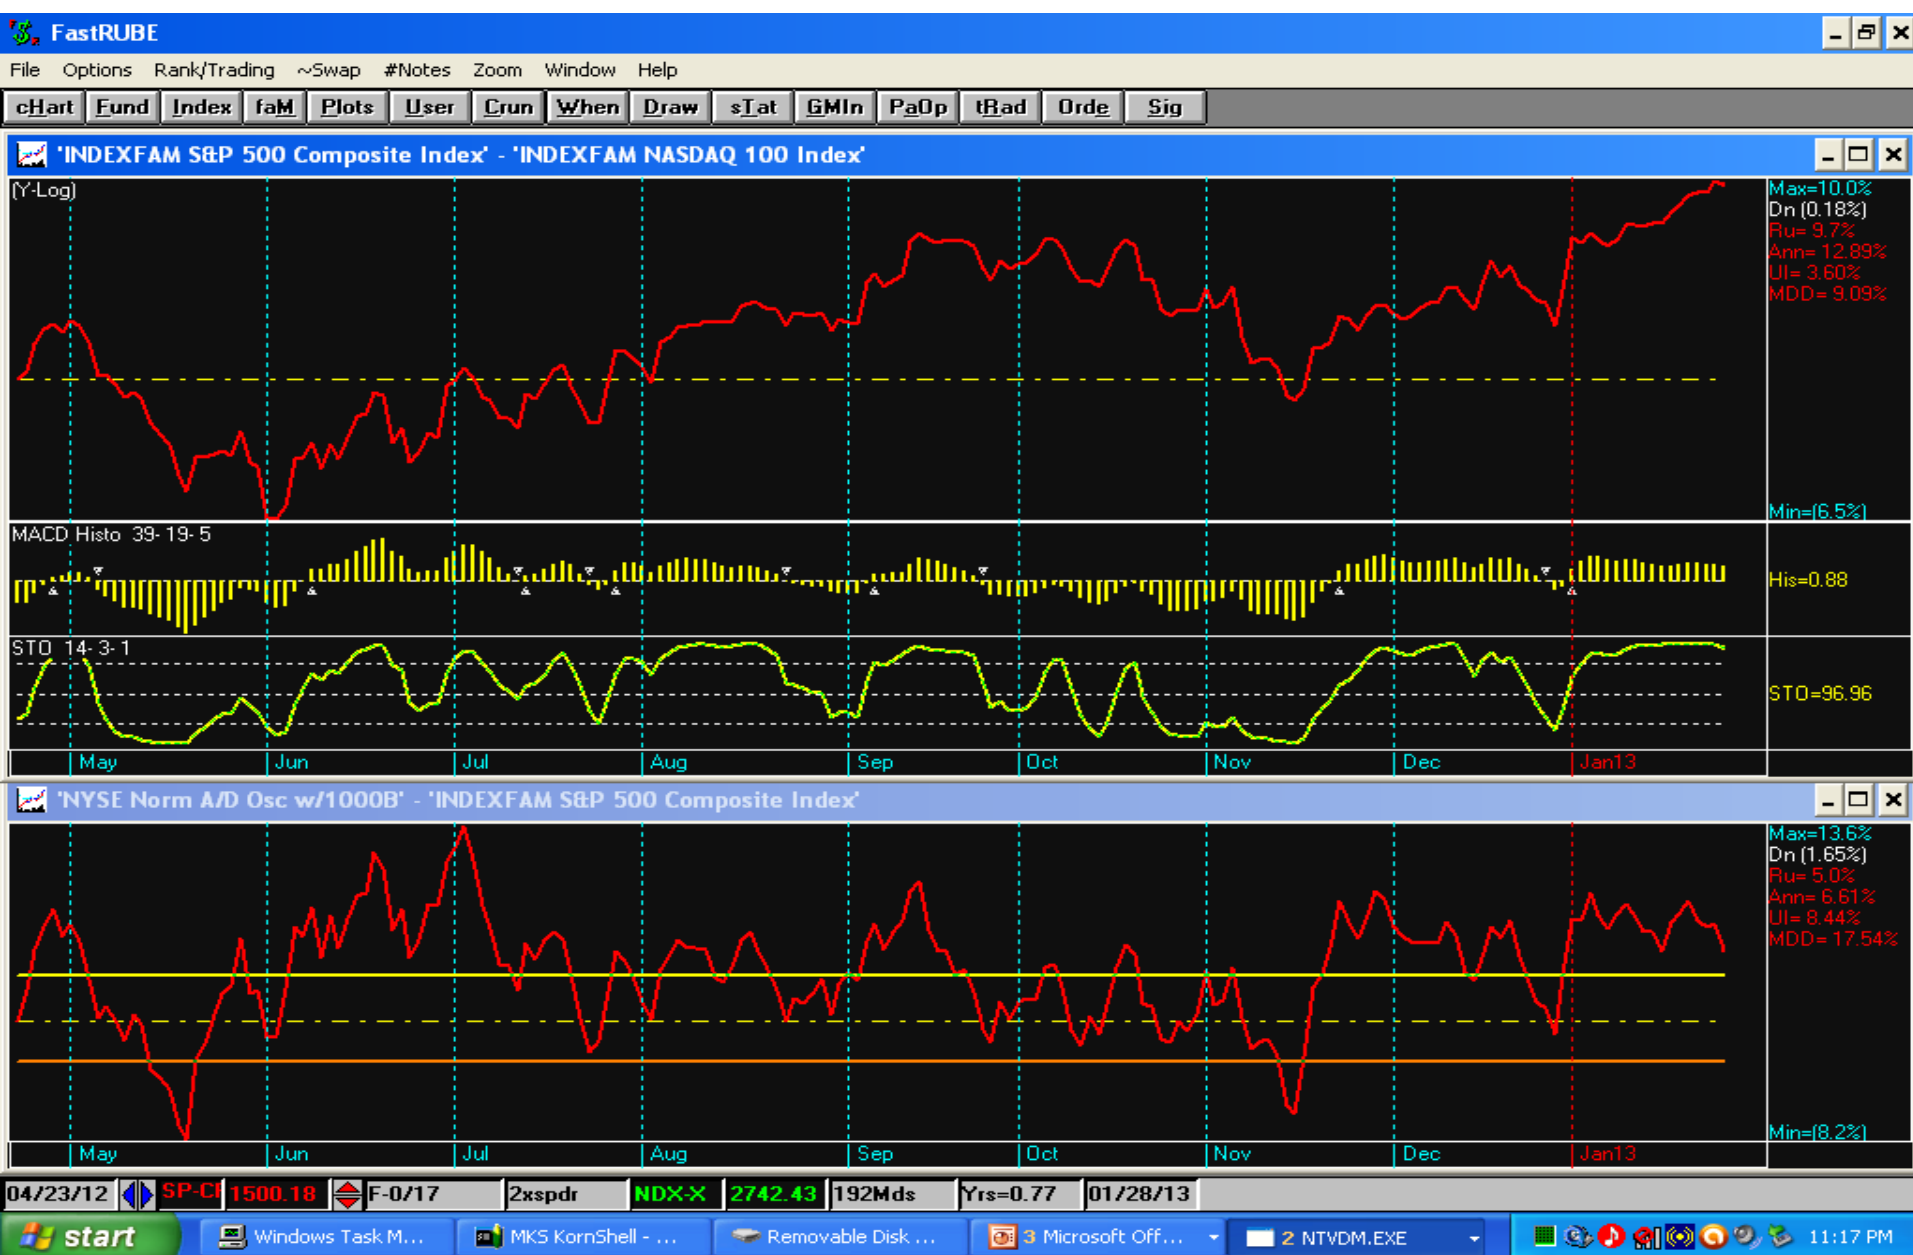 FastRUBE
File Options Rank/Trading ~Swap #Notes Zoom Window Help
cHart Fund Index faM Plots User Crun When Draw sTat GMIn PaOp tRad Orde Sig
'INDEXFAM S&P 500 Composite Index' - 'INDEXFAM NASDAQ 100 Index'
(Y-Log)
Max=10.0%
Dn (0.18%)
Ru= 9.7%
Ann= 12.89%
UI= 3.60%
MDD= 9.09%
Min=(6.5%)
MACD Histo 39- 19- 5
His=0.88
STO 14- 3- 1
STO=96.96
May Jun Jul Aug Sep Oct Nov Dec Jan13
'NYSE Norm A/D Osc w/1000B' - 'INDEXFAM S&P 500 Composite Index'
Max=13.6%
Dn (1.65%)
Ru= 5.0%
Ann= 6.61%
UI= 8.44%
MDD= 17.54%
Min=(8.2%)
May Jun Jul Aug Sep Oct Nov Dec Jan13
04/23/12 1500.18 F-0/17 2xspdr NDX-X 2742.43 192Mds Yrs=0.77 01/28/13
start Windows Task M... MKS KornShell - ... Removable Disk ... 3 Microsoft Off... 2 NTVDM.EXE 11:17 PM